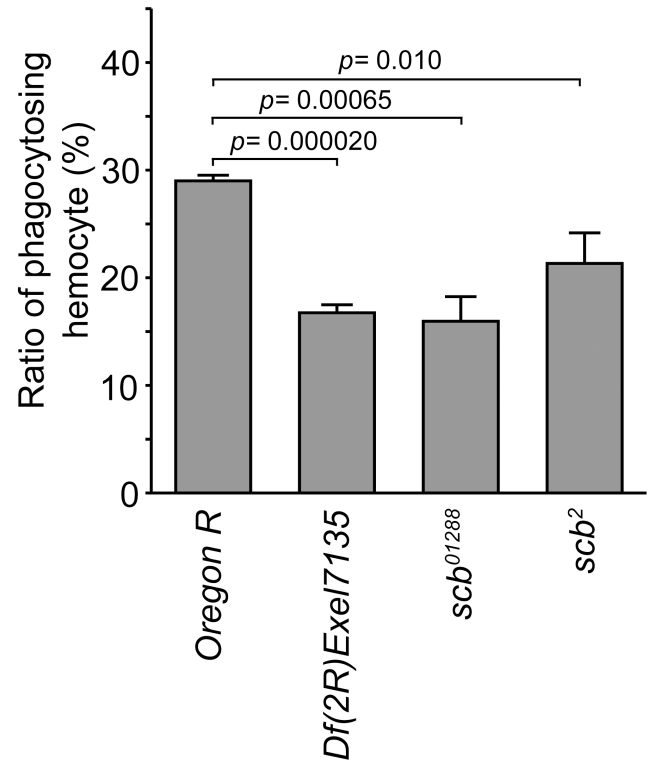 Ratio of phagocytosing
hemocyte (%)
40
30
20
10
0
p= 0.010
p= 0.00065
p= 0.000020
Oregon R
Df(2R)Exel7135
scb⁰¹²⁸⁸
scb²